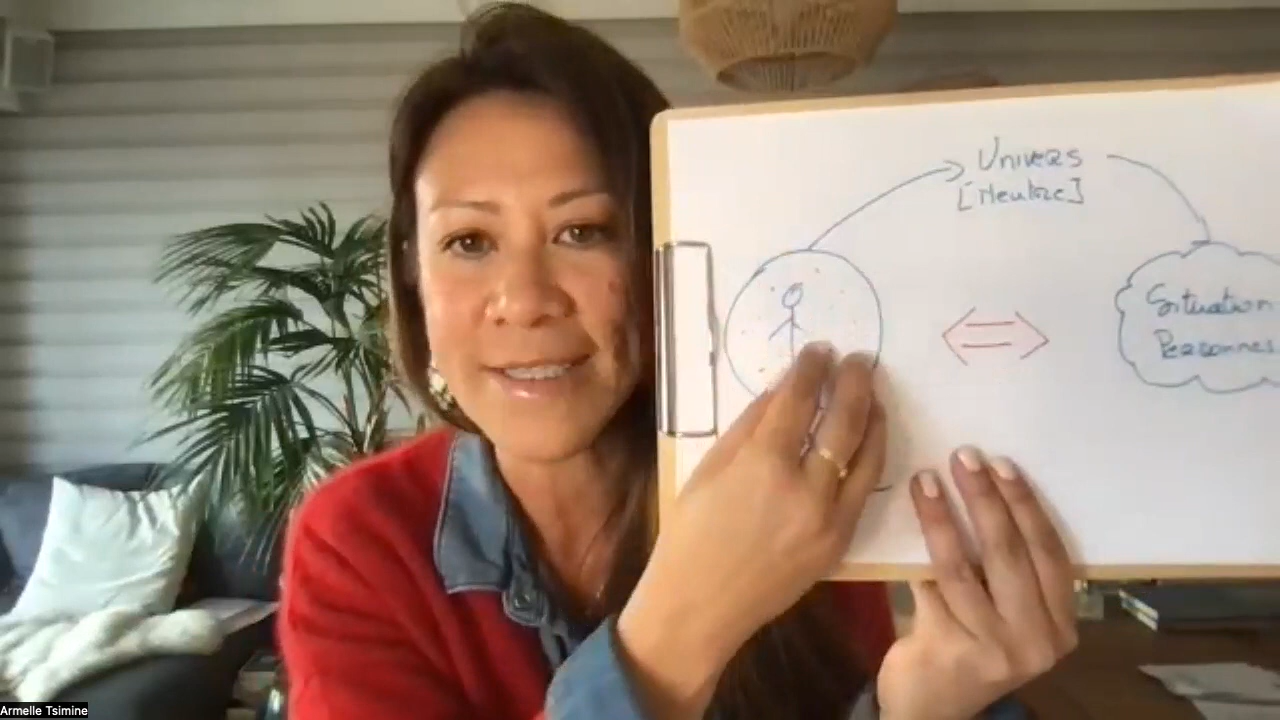 Univers
[Neutre]
Situation
Personnes
Armelle Tsimine